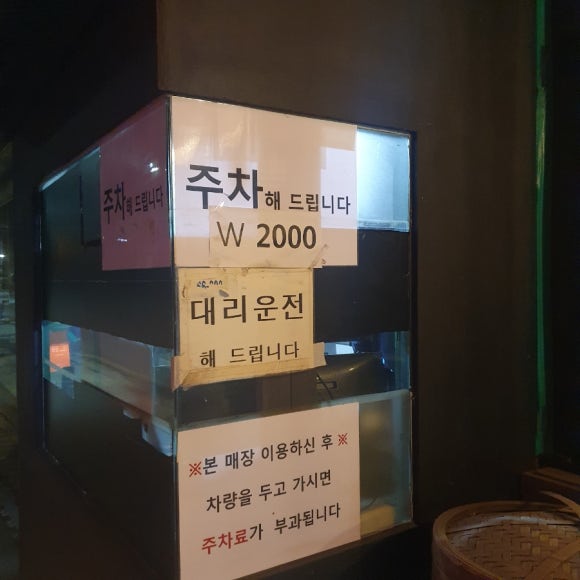 주차해 드립니다
주차해 드립니다
W 2000
대리운전
해 드립니다
※본 매장 이용하신 후※
차량을 두고 가시면
주차료가 부과됩니다